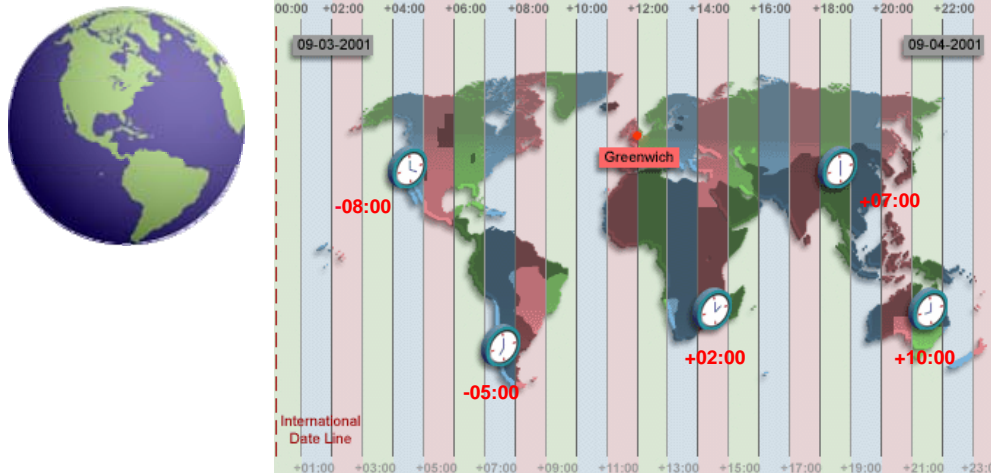 00:00 +02:00 +04:00 +06:00 +08:00 +10:00 +12:00 +14:00 +16:00 +18:00 +20:00 +22:00
09-03-2001 09-04-2001
Greenwich
-08:00 +07:00
-05:00 +02:00 +10:00
International
Date Line
+01:00 +03:00 +05:00 +07:00 +09:00 +11:00 +13:00 +15:00 +17:00 +19:00 +21:00 +23:0